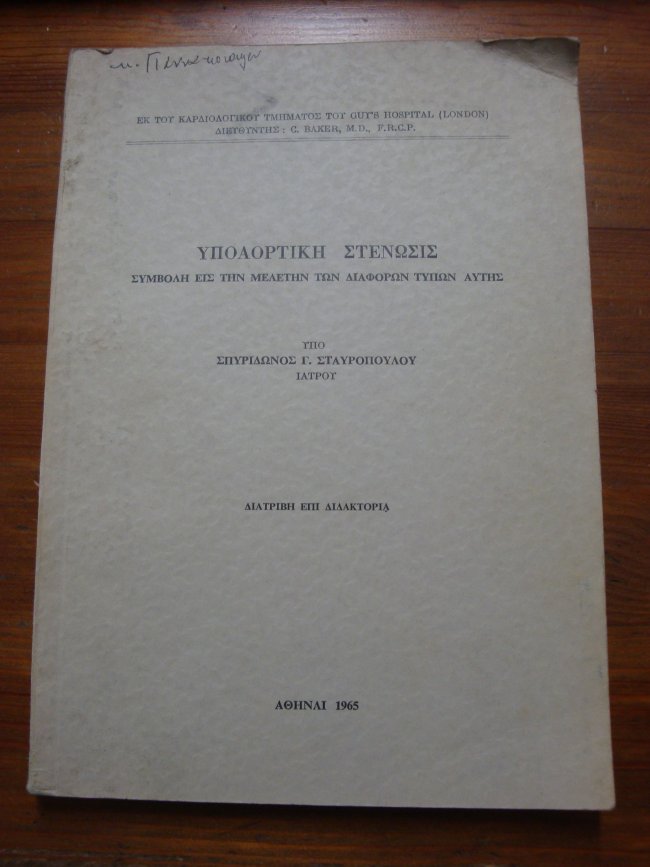 ΕΚ ΤΟΥ ΚΑΡΔΙΟΛΟΓΙΚΟΥ ΤΜΗΜΑΤΟΣ ΤΟΥ GUY'S HOSPITAL (LONDON)
ΔΙΕΥΘΥΝΤΗΣ : C. BAKER, M.D., F.R.C.P.
ΥΠΟΑΟΡΤΙΚΗ ΣΤΕΝΩΣΙΣ
ΣΥΜΒΟΛΗ ΕΙΣ ΤΗΝ ΜΕΛΕΤΗΝ ΤΩΝ ΔΙΑΦΟΡΩΝ ΤΥΠΩΝ ΑΥΤΗΣ
ΥΠΟ
ΣΠΥΡΙΔΩΝΟΣ Γ. ΣΤΑΥΡΟΠΟΥΛΟΥ
ΙΑΤΡΟΥ
ΔΙΑΤΡΙΒΗ ΕΠΙ ΔΙΔΑΚΤΟΡΙᾼ
ΑΘΗΝΑΙ 1965